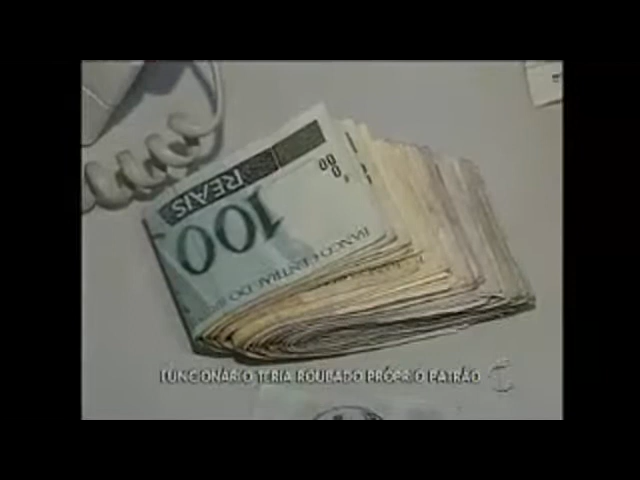 REAIS
100
BANCO CENTRAL DO
FUNCIONÁRIO TERIA ROUBADO PRÓPRIO PATRÃO